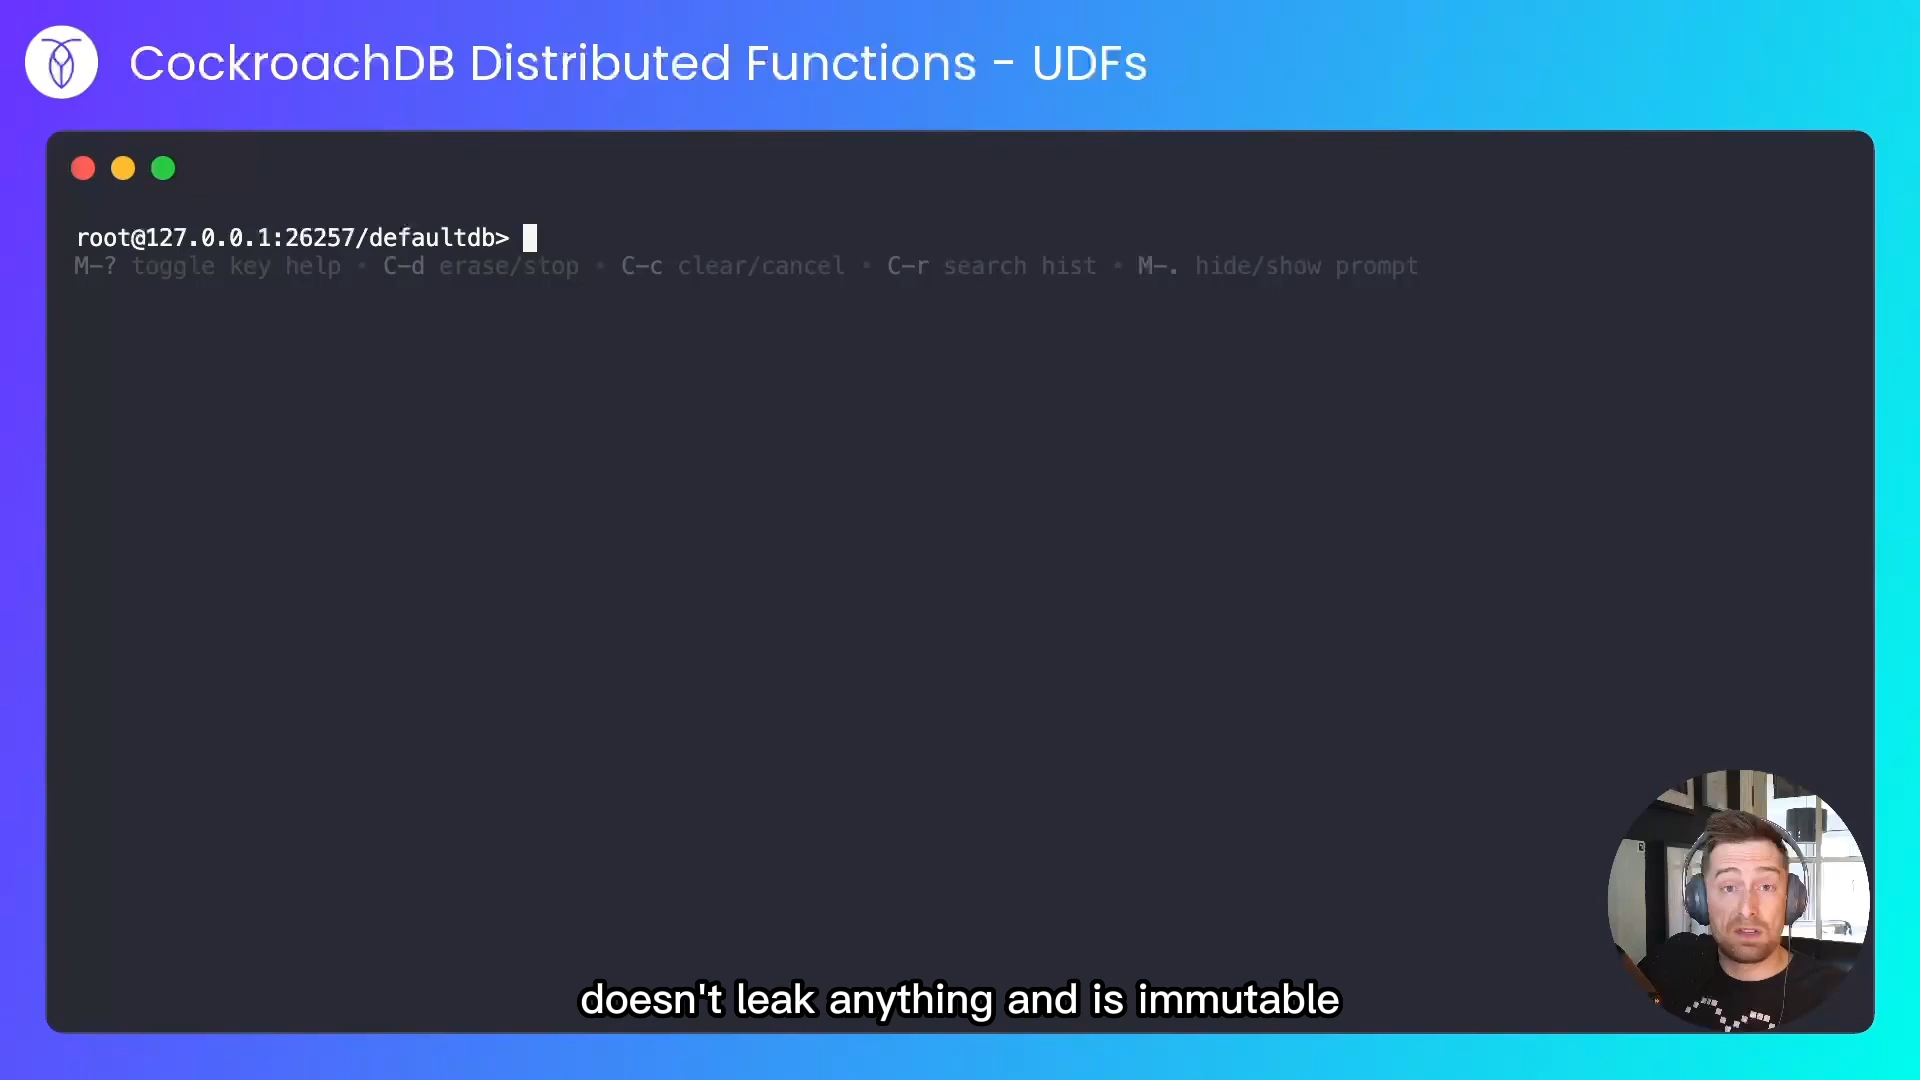 CockroachDB Distributed Functions - UDFs
root@127.0.0.1:26257/defaultdb>
M-? toggle key help • C-d erase/stop • C-c clear/cancel • C-r search hist • M-. hide/show prompt
doesn't leak anything and is immutable